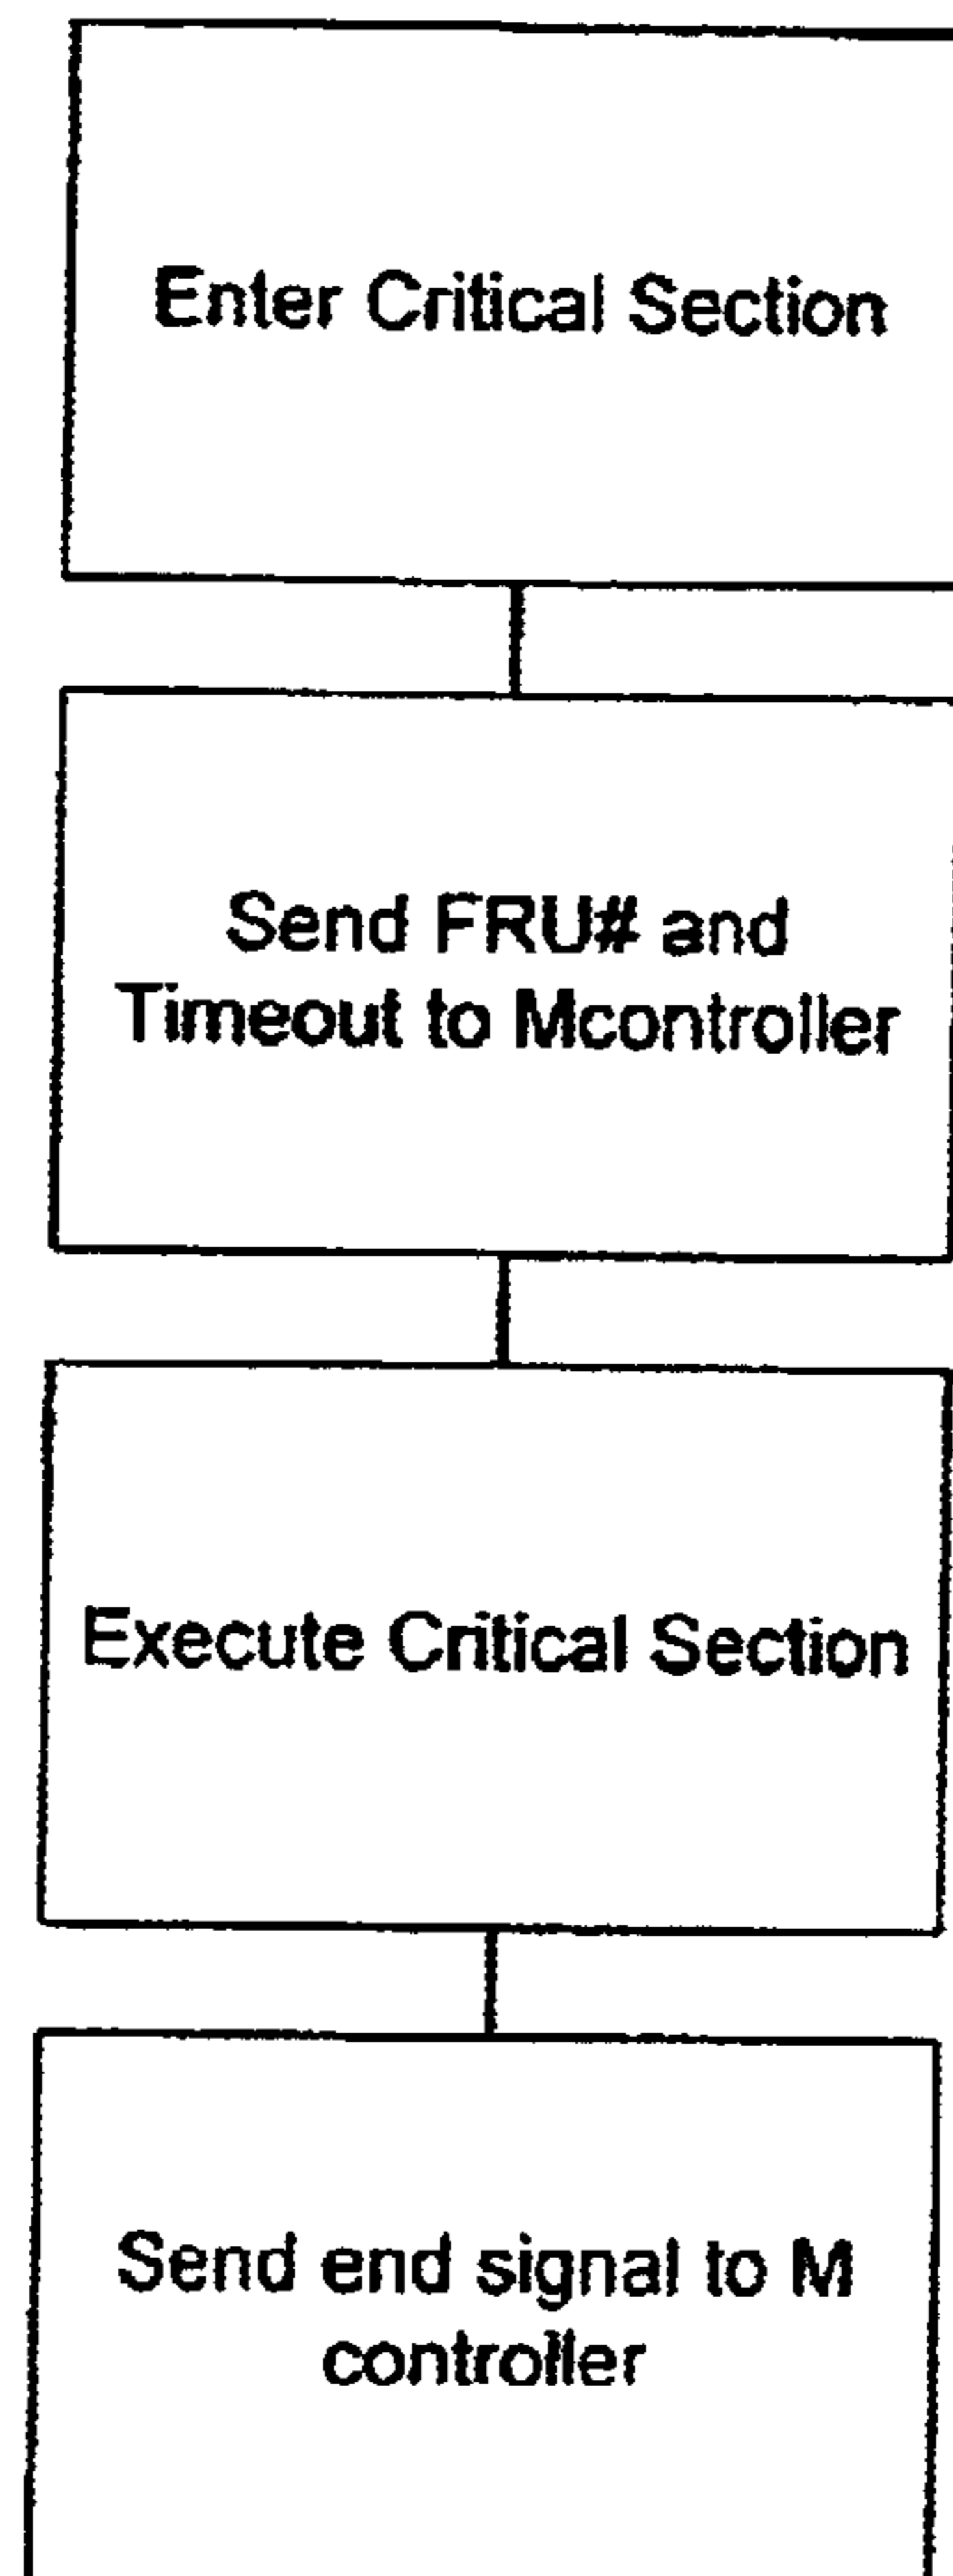 Enter Critical Section
Send FRU# and
Timeout to Mcontroller
Execute Critical Section
Send end signal to M
controller